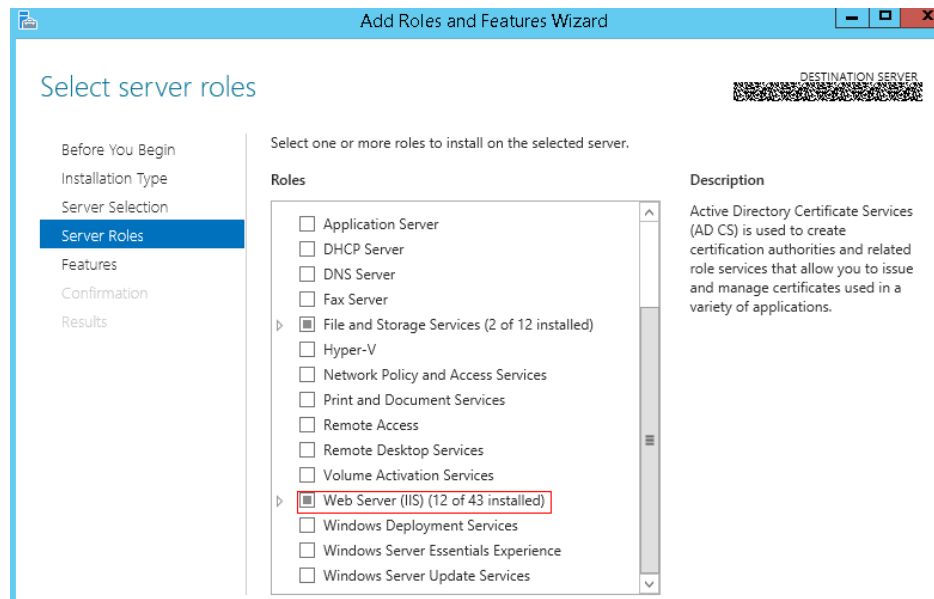 Add Roles and Features Wizard
Select server roles
DESTINATION SERVER
Before You Begin
Installation Type
Server Selection
Server Roles
Features
Confirmation
Results
Select one or more roles to install on the selected server.
Roles
Application Server
DHCP Server
DNS Server
Fax Server
File and Storage Services (2 of 12 installed)
Hyper-V
Network Policy and Access Services
Print and Document Services
Remote Access
Remote Desktop Services
Volume Activation Services
Web Server (IIS) (12 of 43 installed)
Windows Deployment Services
Windows Server Essentials Experience
Windows Server Update Services
Description
Active Directory Certificate Services
(AD CS) is used to create
certification authorities and related
role services that allow you to issue
and manage certificates used in a
variety of applications.